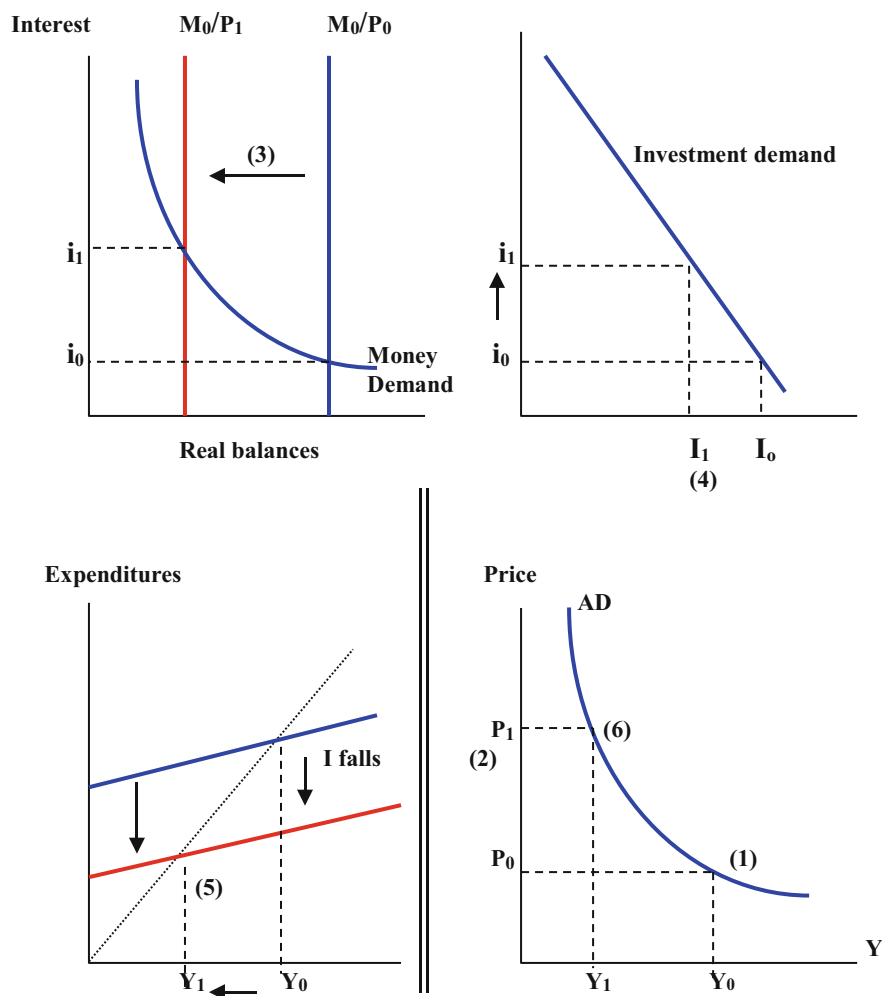 Interest
M₀/P₁
M₀/P₀
(3)
i₁
i₀
Money
Demand
Real balances
Investment demand
i₁
i₀
I₁
Iₒ
(4)
Expenditures
I falls
(5)
Y₁
Y₀
Price
AD
P₁
(6)
(2)
P₀
(1)
Y
Y₁
Y₀